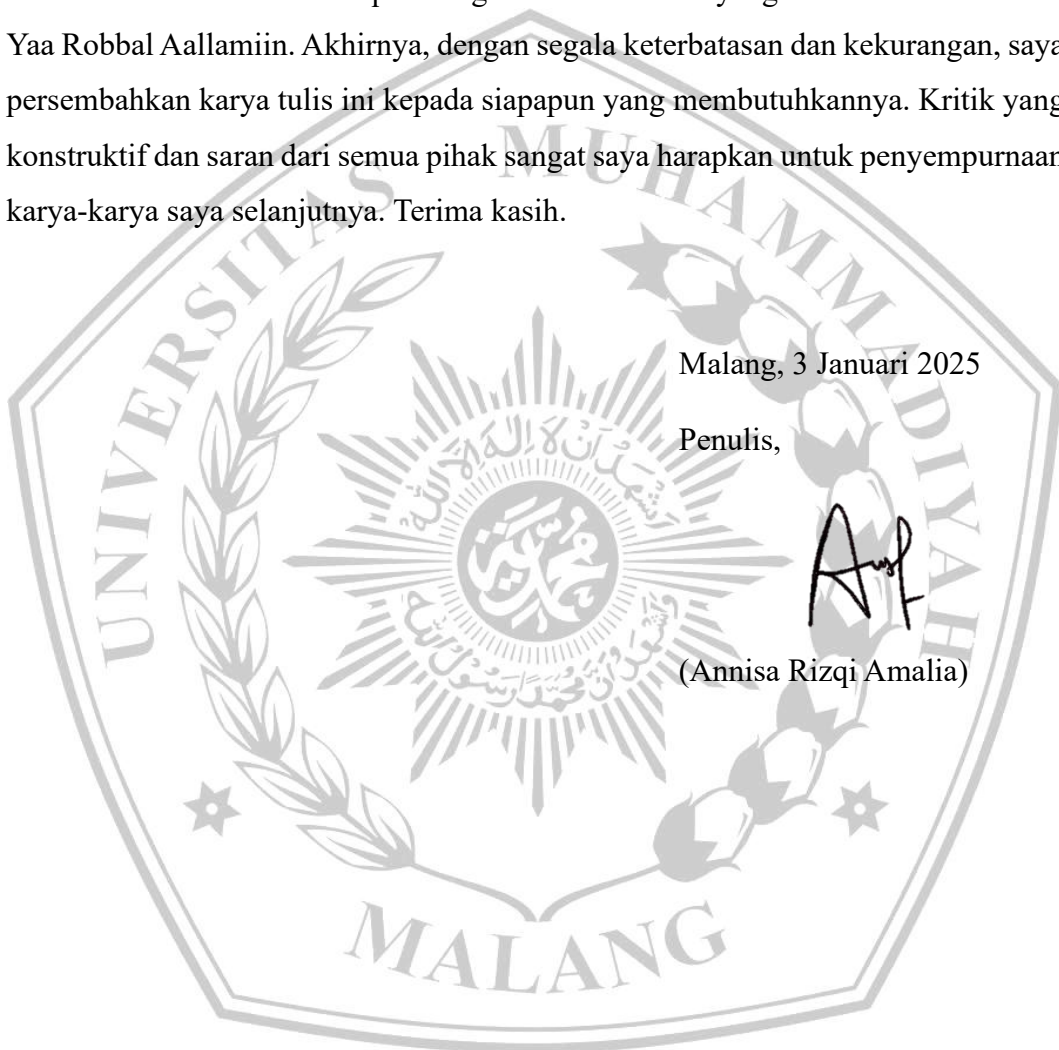 Yaa Robbal Aallamiin. Akhirnya, dengan segala keterbatasan dan kekurangan, saya
persembahkan karya tulis ini kepada siapapun yang membutuhkannya. Kritik yang
konstruktif dan saran dari semua pihak sangat saya harapkan untuk penyempurnaan
karya-karya saya selanjutnya. Terima kasih.
UNIVERSITAS MUHAMMADIYAH
Malang, 3 Januari 2025
Penulis,
(Annisa Rizqi Amalia)
MALANG